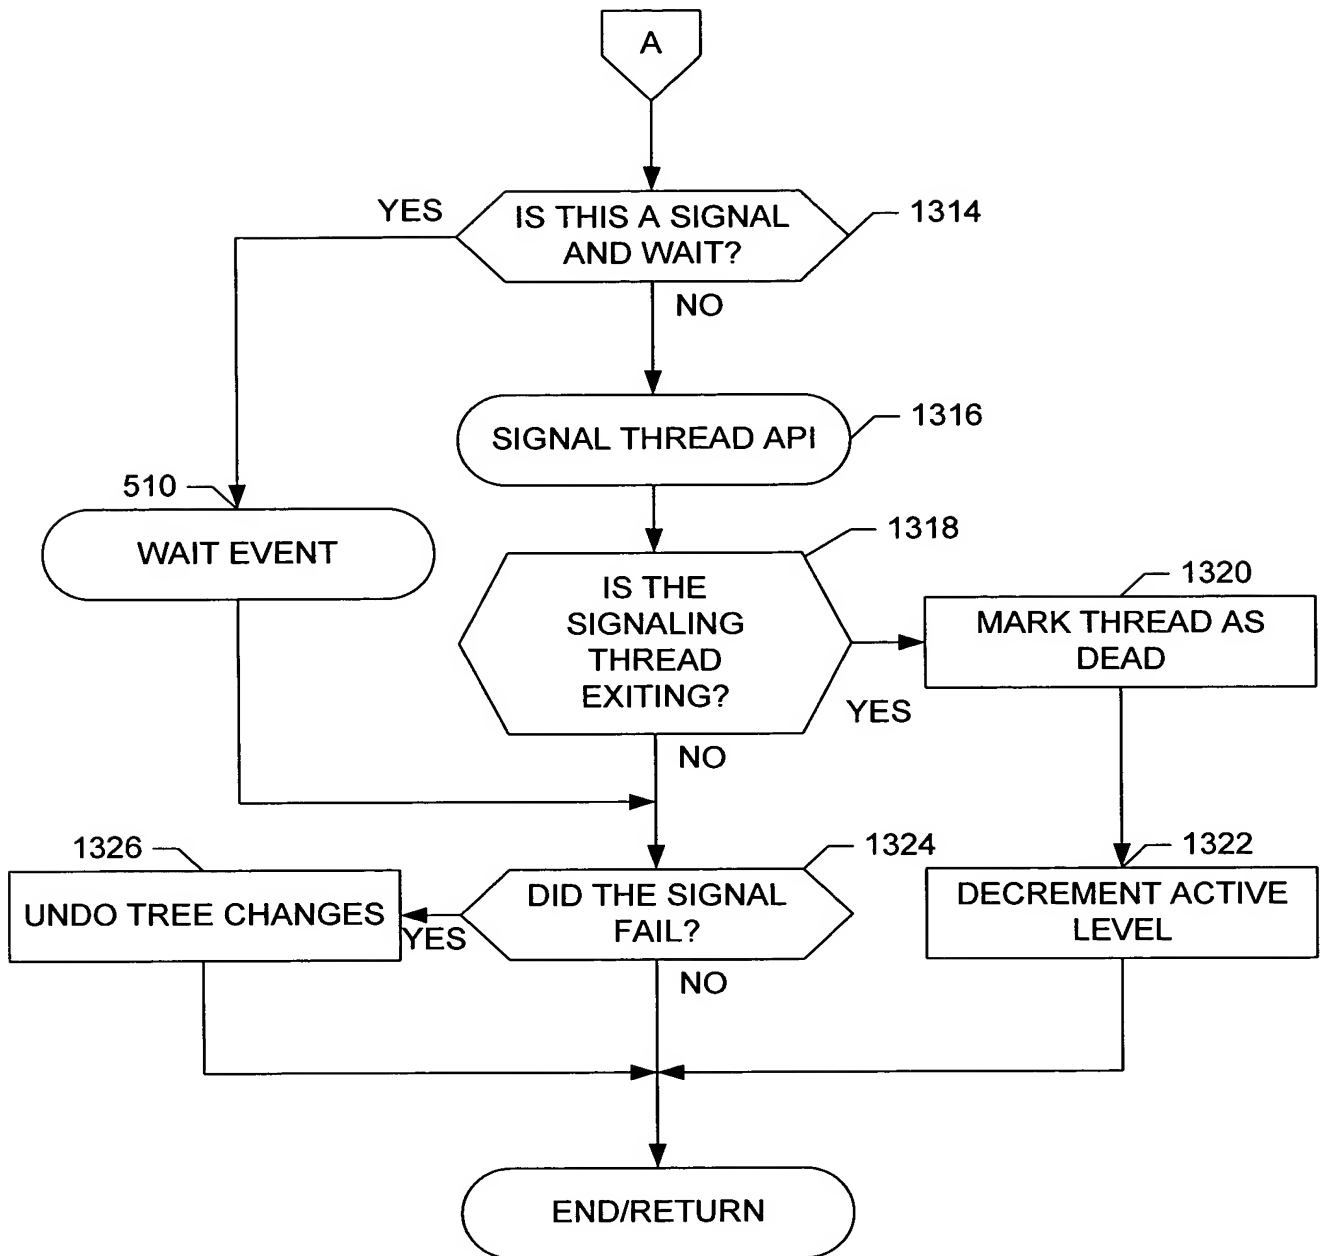 A
YES
IS THIS A SIGNAL
AND WAIT?
1314
NO
SIGNAL THREAD API
1316
510
WAIT EVENT
1318
IS THE
SIGNALING
THREAD
EXITING?
YES
1320
MARK THREAD AS
DEAD
NO
1326
UNDO TREE CHANGES
YES
1324
DID THE SIGNAL
FAIL?
1322
DECREMENT ACTIVE
LEVEL
NO
END/RETURN